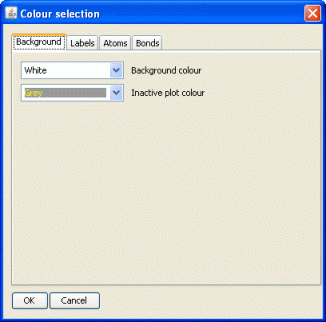 Colour selection
Background Labels Atoms Bonds
White Background colour
Grey Inactive plot colour
OK Cancel